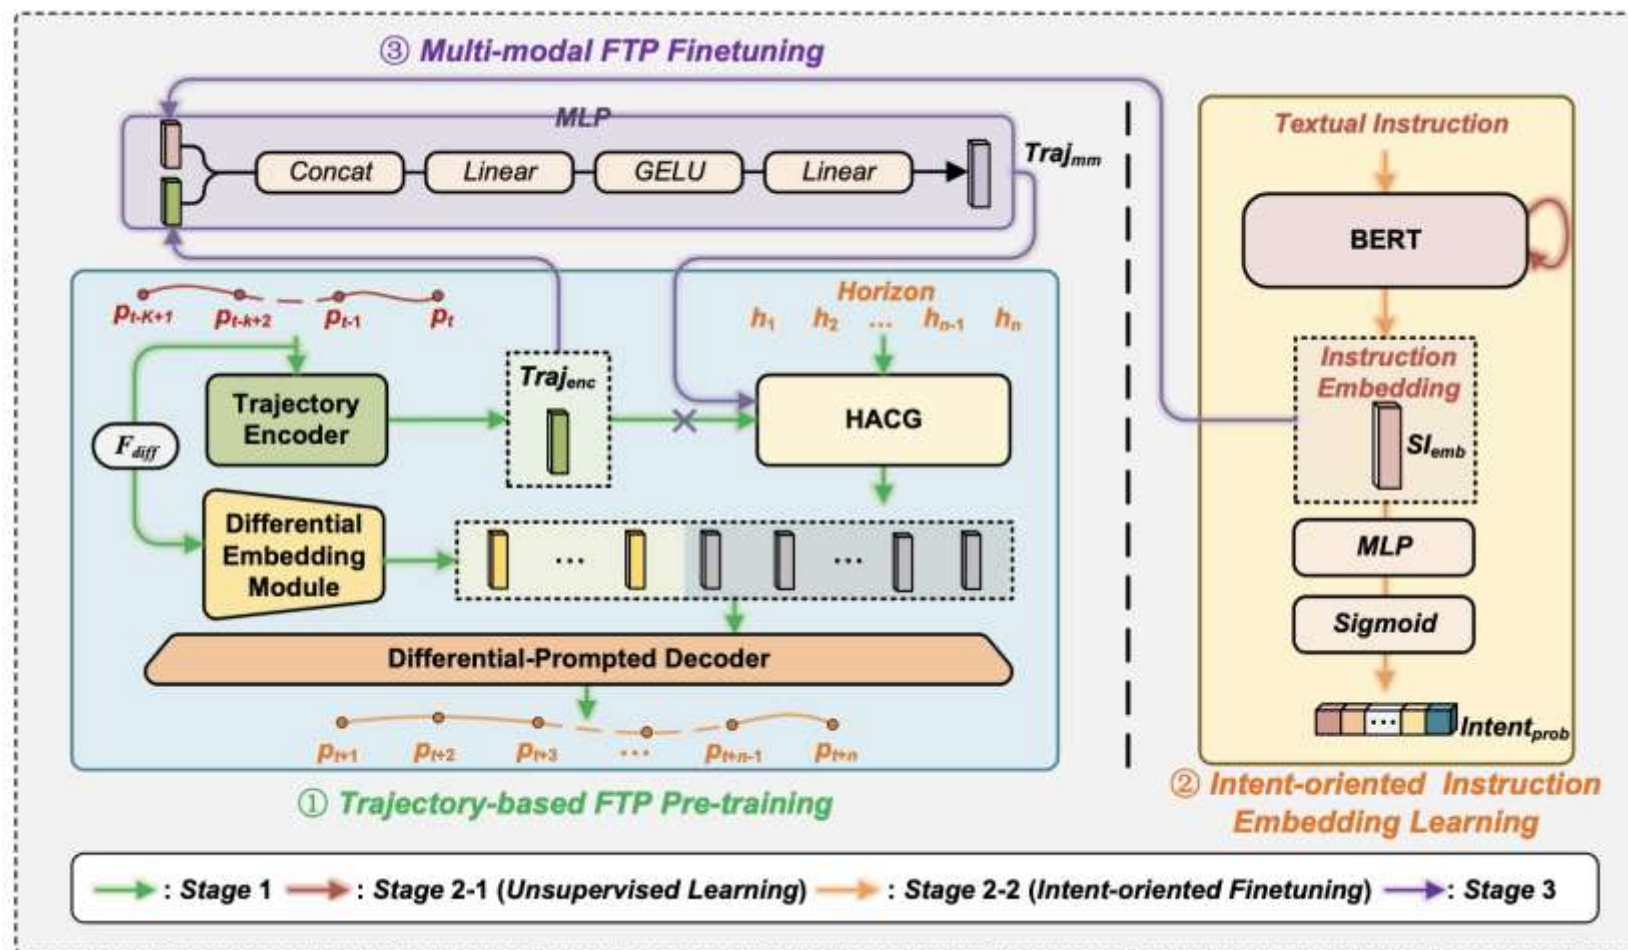 ③ Multi-modal FTP Finetuning
MLP
Concat
Linear
GELU
Linear
Traj_mm
p_t-K+1
p_t-k+2
p_t-1
p_t
Horizon
h_1 h_2 ... h_n-1 h_n
Trajectory
Encoder
Traj_enc
HACG
F_diff
Differential
Embedding
Module
...
...
Differential-Prompted Decoder
p_t+1 p_t+2 p_t+3 ... p_t+n-1 p_t+n
① Trajectory-based FTP Pre-training
Textual Instruction
BERT
Instruction
Embedding
SI_emb
MLP
Sigmoid
...
Intent_prob
② Intent-oriented Instruction
Embedding Learning
: Stage 1 : Stage 2-1 (Unsupervised Learning) : Stage 2-2 (Intent-oriented Finetuning) : Stage 3